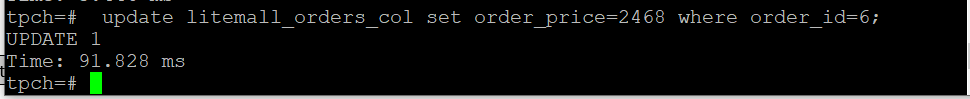 tpch=#  update litemall_orders_col set order_price=2468 where order_id=6;
UPDATE 1
Time: 91.828 ms
tpch=#